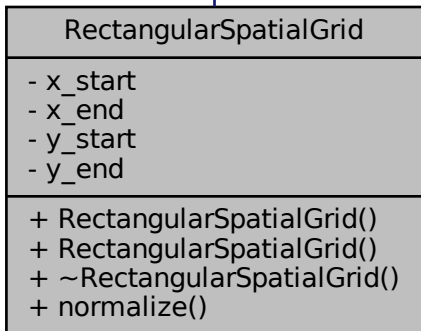 RectangularSpatialGrid
- x_start
- x_end
- y_start
- y_end
+ RectangularSpatialGrid()
+ RectangularSpatialGrid()
+ ~RectangularSpatialGrid()
+ normalize()